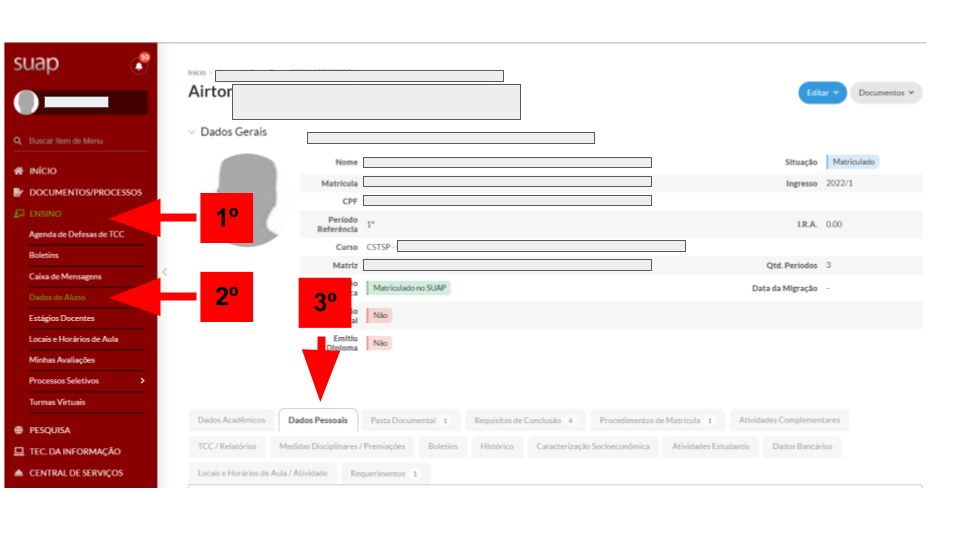 suap
10
Buscar Item de Menu
INÍCIO
DOCUMENTOS/PROCESSOS
ENSINO
Agenda de Defesas de TCC
Boletins
Caixa de Mensagens
Dados do Aluno
Estágios Docentes
Locais e Horários de Aula
Minhas Avaliações
Processos Seletivos
Turmas Virtuais
PESQUISA
TEC. DA INFORMAÇÃO
CENTRAL DE SERVIÇOS
1º
2º
3º
Início
Airton
Editar
Documentos
Dados Gerais
Nome
Situação Matriculado
Matrícula
Ingresso 2022/1
CPF
Período Referência 1°
I.R.A. 0.00
Curso CSTSP -
Matriz
Qtd. Períodos 3
Matriculado no SUAP
Data da Migração -
Não
Emitiu Diploma Não
Dados Acadêmicos Dados Pessoais Pasta Documental 1 Requisitos de Conclusão 4 Procedimentos de Matrícula 1 Atividades Complementares
TCC / Relatórios Medidas Disciplinares / Premiações Boletins Histórico Caracterização Socioeconômica Atividades Estudantis Dados Bancários
Locais e Horários de Aula / Atividade Requerimentos 1